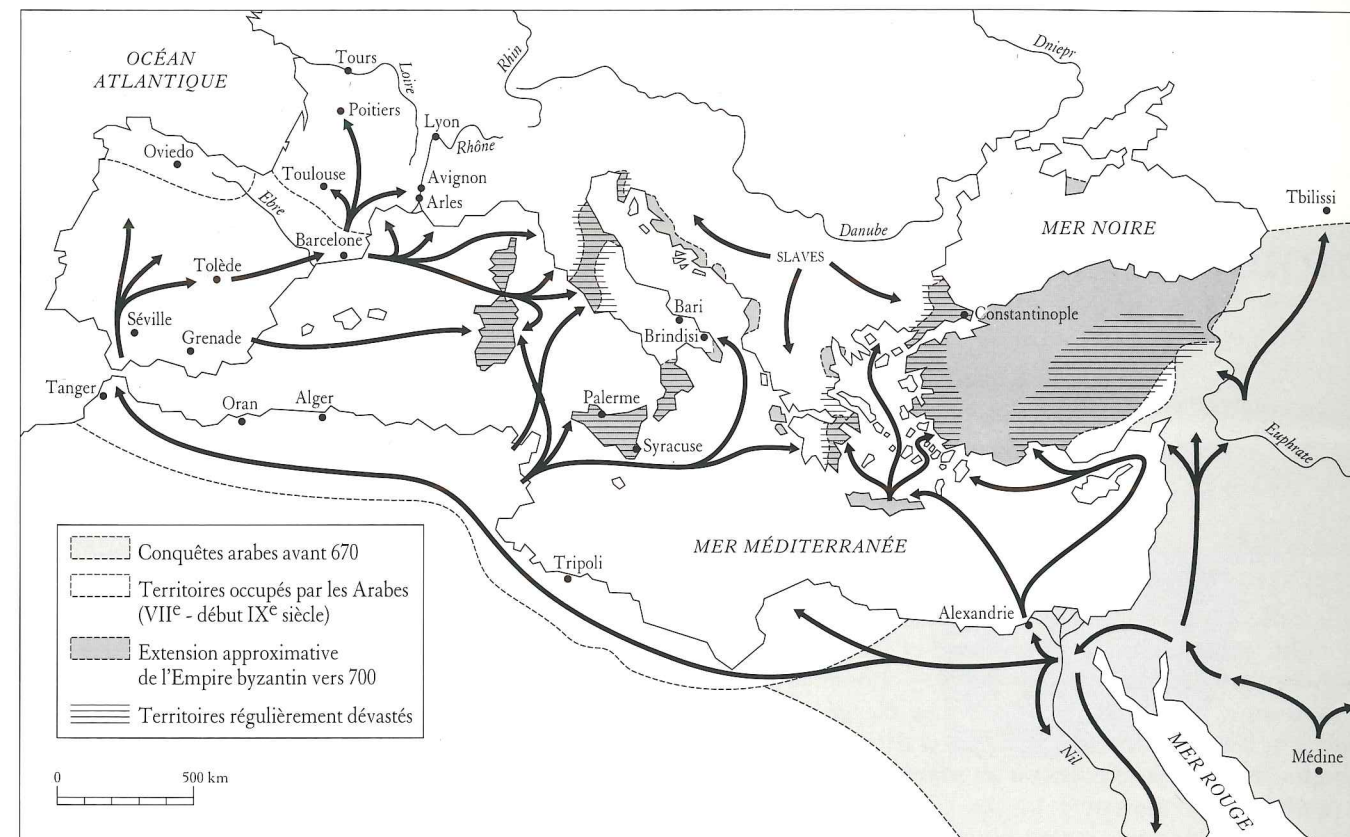 OCÉAN
ATLANTIQUE
Tours
Loire
Rhin
Dniepr
Poitiers
Lyon
Rhône
Oviedo
Toulouse
Avignon
Arles
Ebre
Barcelone
Tolède
Séville
Grenade
Tanger
Oran
Alger
Danube
SLAVES
MER NOIRE
Tbilissi
Bari
Brindisi
Constantinople
Palerme
Syracuse
Euphrate
MER MÉDITERRANÉE
Tripoli
Alexandrie
Nil
MER ROUGE
Médine
Conquêtes arabes avant 670
Territoires occupés par les Arabes
(VIIe - début IXe siècle)
Extension approximative
de l'Empire byzantin vers 700
Territoires régulièrement dévastés
0 500 km